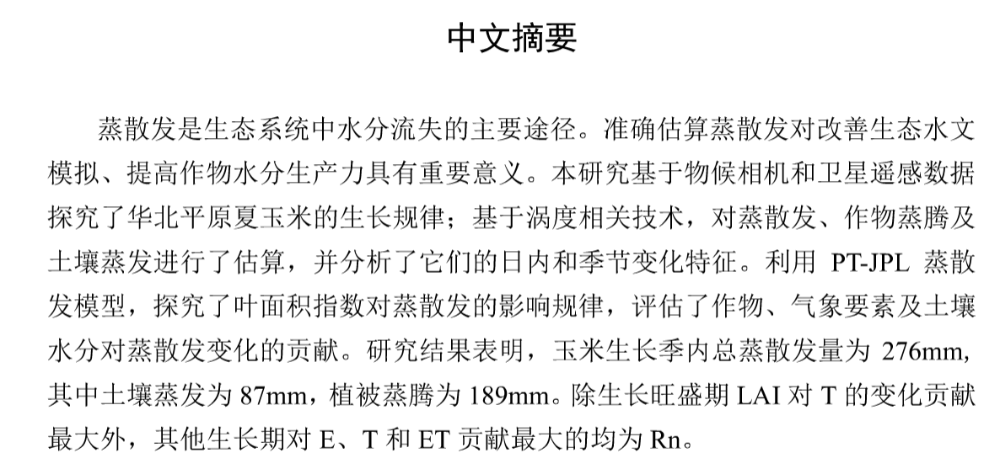 中文摘要
蒸散发是生态系统中水分流失的主要途径。准确估算蒸散发对改善生态水文
模拟、提高作物水分生产力具有重要意义。本研究基于物候相机和卫星遥感数据
探究了华北平原夏玉米的生长规律；基于涡度相关技术，对蒸散发、作物蒸腾及
土壤蒸发进行了估算，并分析了它们的日内和季节变化特征。利用 PT-JPL 蒸散
发模型，探究了叶面积指数对蒸散发的影响规律，评估了作物、气象要素及土壤
水分对蒸散发变化的贡献。研究结果表明，玉米生长季内总蒸散发量为 276mm,
其中土壤蒸发为 87mm，植被蒸腾为 189mm。除生长旺盛期 LAI 对 T 的变化贡献
最大外，其他生长期对 E、T 和 ET 贡献最大的均为 Rn。